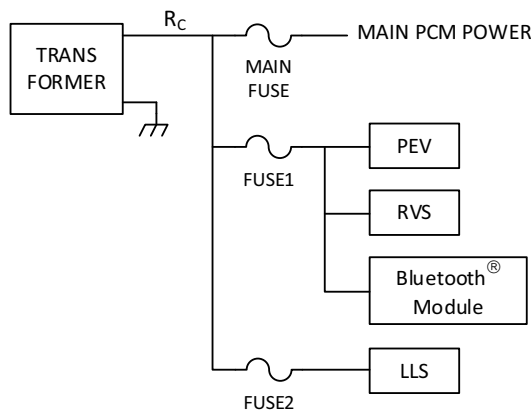 TRANS
FORMER
R_C
MAIN PCM POWER
MAIN
FUSE
PEV
FUSE1
RVS
Bluetooth®
Module
LLS
FUSE2